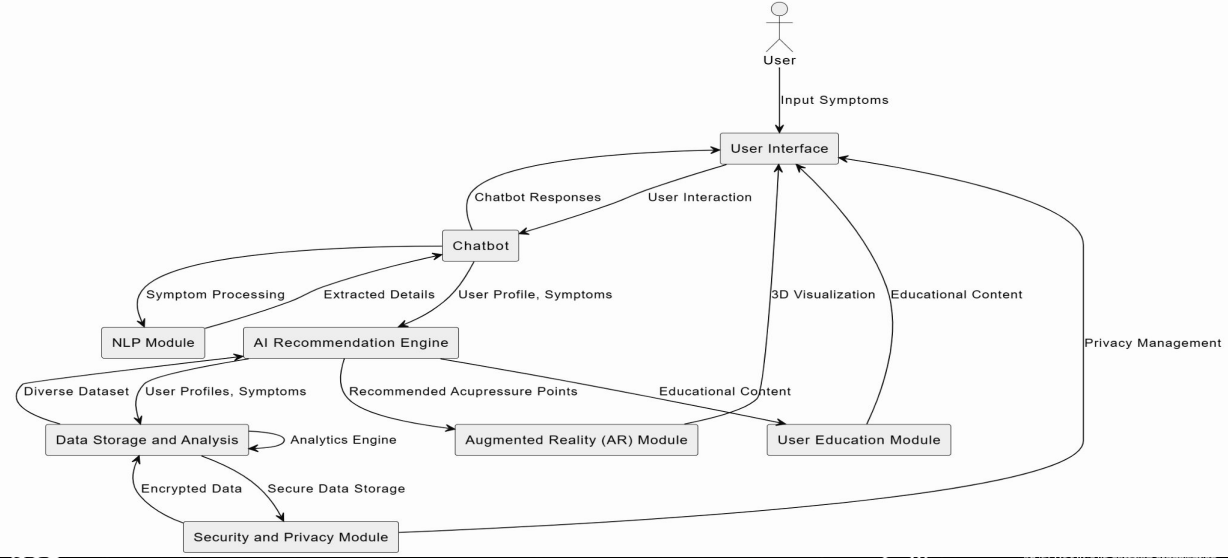 User
Input Symptoms
User Interface
Chatbot Responses
User Interaction
Chatbot
Symptom Processing
Extracted Details
User Profile, Symptoms
3D Visualization
Educational Content
NLP Module
AI Recommendation Engine
Privacy Management
Diverse Dataset
User Profiles, Symptoms
Recommended Acupressure Points
Educational Content
Data Storage and Analysis
Analytics Engine
Augmented Reality (AR) Module
User Education Module
Encrypted Data
Secure Data Storage
Security and Privacy Module